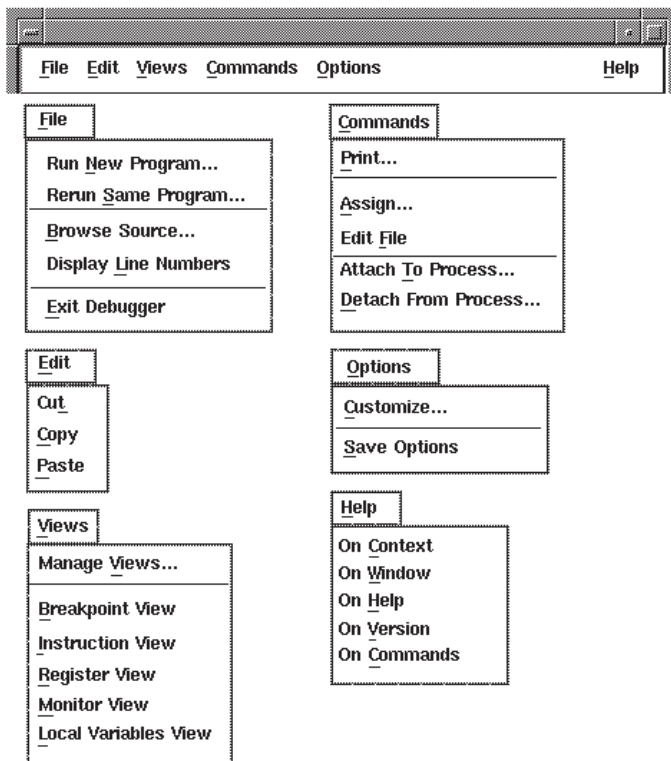 File Edit Views Commands Options Help
File
Run New Program...
Rerun Same Program...
Browse Source...
Display Line Numbers
Exit Debugger
Edit
Cut
Copy
Paste
Views
Manage Views...
Breakpoint View
Instruction View
Register View
Monitor View
Local Variables View
Commands
Print...
Assign...
Edit File
Attach To Process...
Detach From Process...
Options
Customize...
Save Options
Help
On Context
On Window
On Help
On Version
On Commands